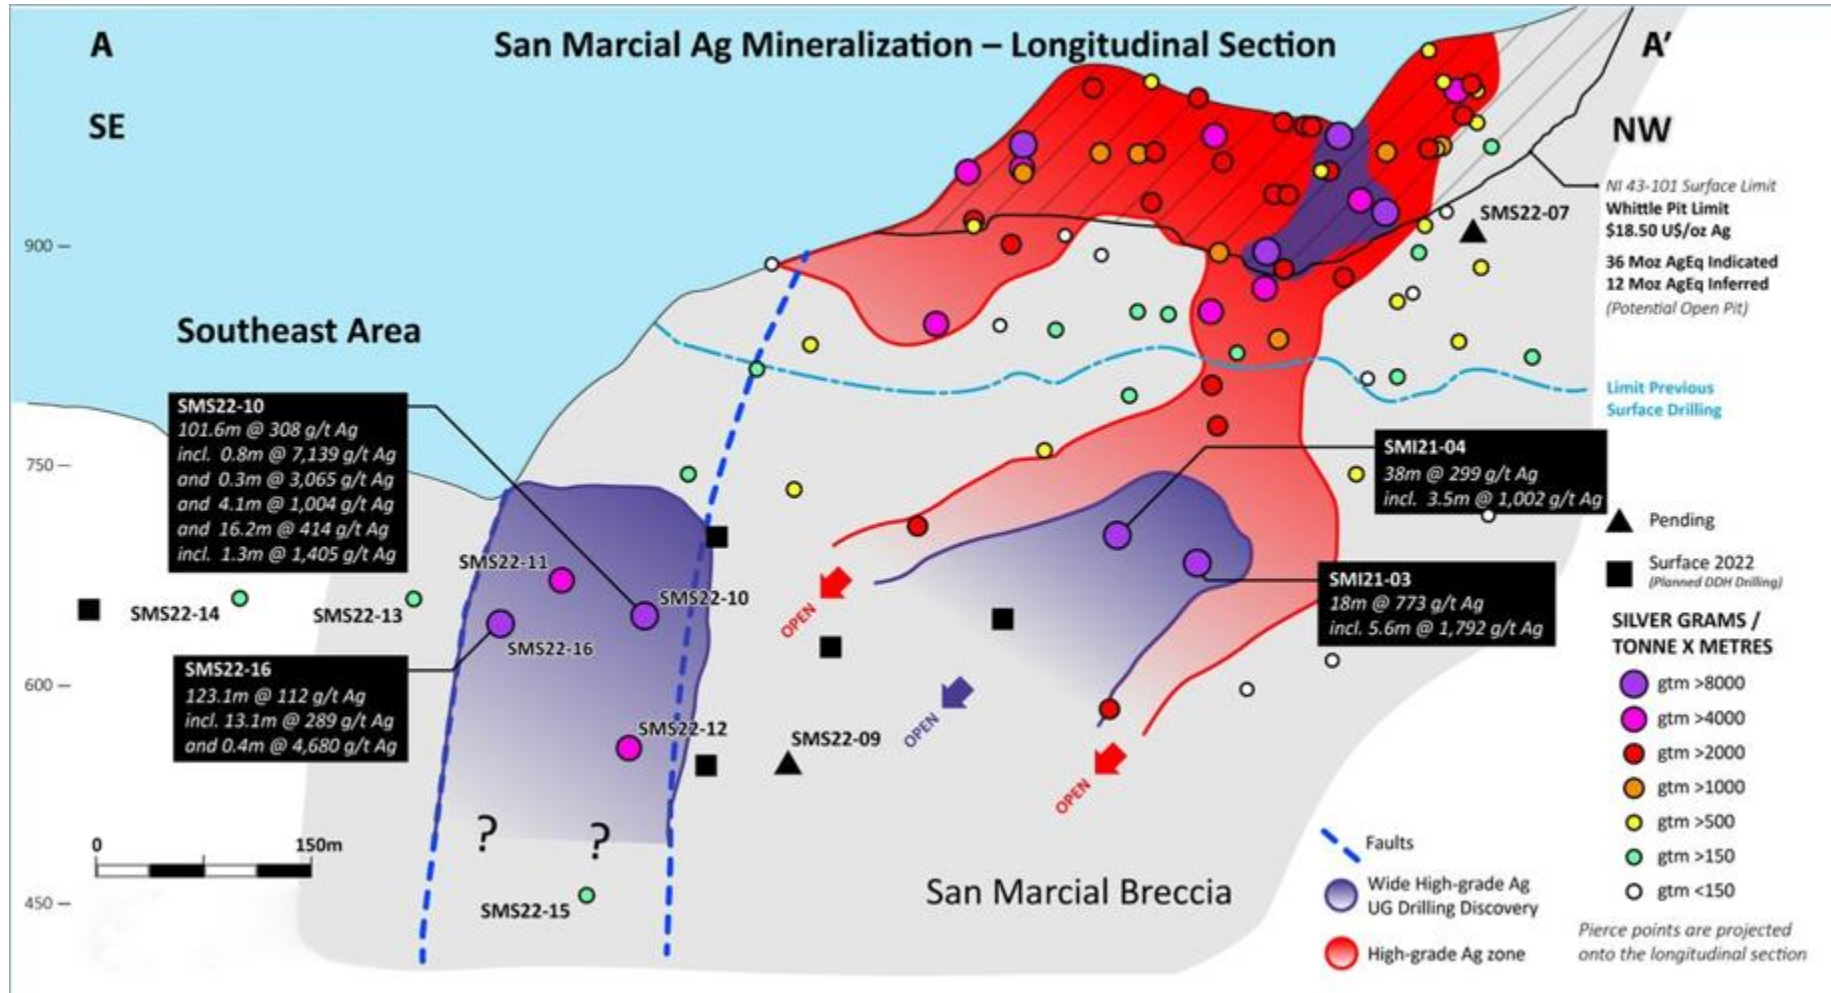 A
San Marcial Ag Mineralization – Longitudinal Section
A'
SE
NW
NI 43-101 Surface Limit
Whittle Pit Limit
$18.50 U$/oz Ag
36 Moz AgEq Indicated
12 Moz AgEq Inferred
(Potential Open Pit)
SMS22-07
900
Southeast Area
Limit Previous
Surface Drilling
SMS22-10
101.6m @ 308 g/t Ag
incl. 0.8m @ 7,139 g/t Ag
and 0.3m @ 3,065 g/t Ag
and 4.1m @ 1,004 g/t Ag
and 16.2m @ 414 g/t Ag
incl. 1.3m @ 1,405 g/t Ag
750
SMI21-04
38m @ 299 g/t Ag
incl. 3.5m @ 1,002 g/t Ag
SMI21-03
18m @ 773 g/t Ag
incl. 5.6m @ 1,792 g/t Ag
SMS22-11
SMS22-10
SMS22-14
SMS22-13
SMS22-16
SMS22-16
123.1m @ 112 g/t Ag
incl. 13.1m @ 289 g/t Ag
and 0.4m @ 4,680 g/t Ag
600
SMS22-12
SMS22-09
OPEN
OPEN
OPEN
? ?
0 150m
SMS22-15
450
San Marcial Breccia
Pending
Surface 2022
(Planned DDH Drilling)
SILVER GRAMS /
TONNE X METRES
gtm >8000
gtm >4000
gtm >2000
gtm >1000
gtm >500
gtm >150
gtm <150
Faults
Wide High-grade Ag
UG Drilling Discovery
High-grade Ag zone
Pierce points are projected
onto the longitudinal section